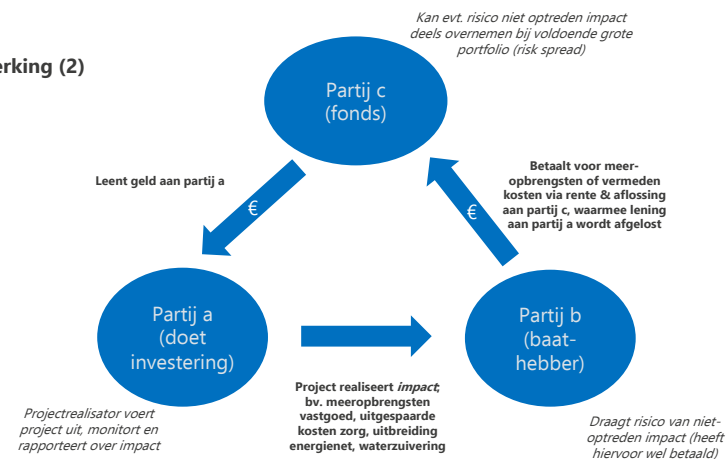 Kan evt. risico niet optreden impact
deels overnemen bij voldoende grote
portfolio (risk spread)
erking (2)
Partij c
(fonds)
Leent geld aan partij a
€
Betaalt voor meer-
opbrengsten of vermeden
kosten via rente & aflossing
aan partij c, waarmee lening
aan partij a wordt afgelost
€
Partij a
(doet
investering)
Partij b
(baat-
hebber)
Project realiseert impact;
bv. meeropbrengsten
vastgoed, uitgespaarde
kosten zorg, uitbreiding
energienet, waterzuivering
Projectrealisator voert
project uit, monitort en
rapporteert over impact
Draagt risico van niet-
optreden impact (heeft
hiervoor wel betaald)